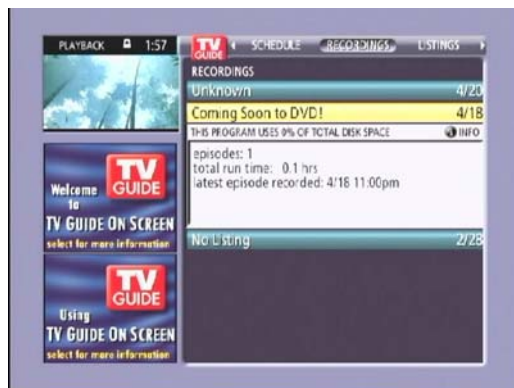 PLAYBACK 1:57
TV GUIDE SCHEDULE RECORDINGS LISTINGS
RECORDINGS
Unknown 4/20
Coming Soon to DVD! 4/18
THIS PROGRAM USES 0% OF TOTAL DISK SPACE INFO
episodes: 1
total run time: 0.1 hrs
latest episode recorded: 4/18 11:00pm
No Listing 2/28
Welcome
to
TV GUIDE
TV GUIDE ON SCREEN
select for more information
TV GUIDE
Using
TV GUIDE ON SCREEN
select for more information